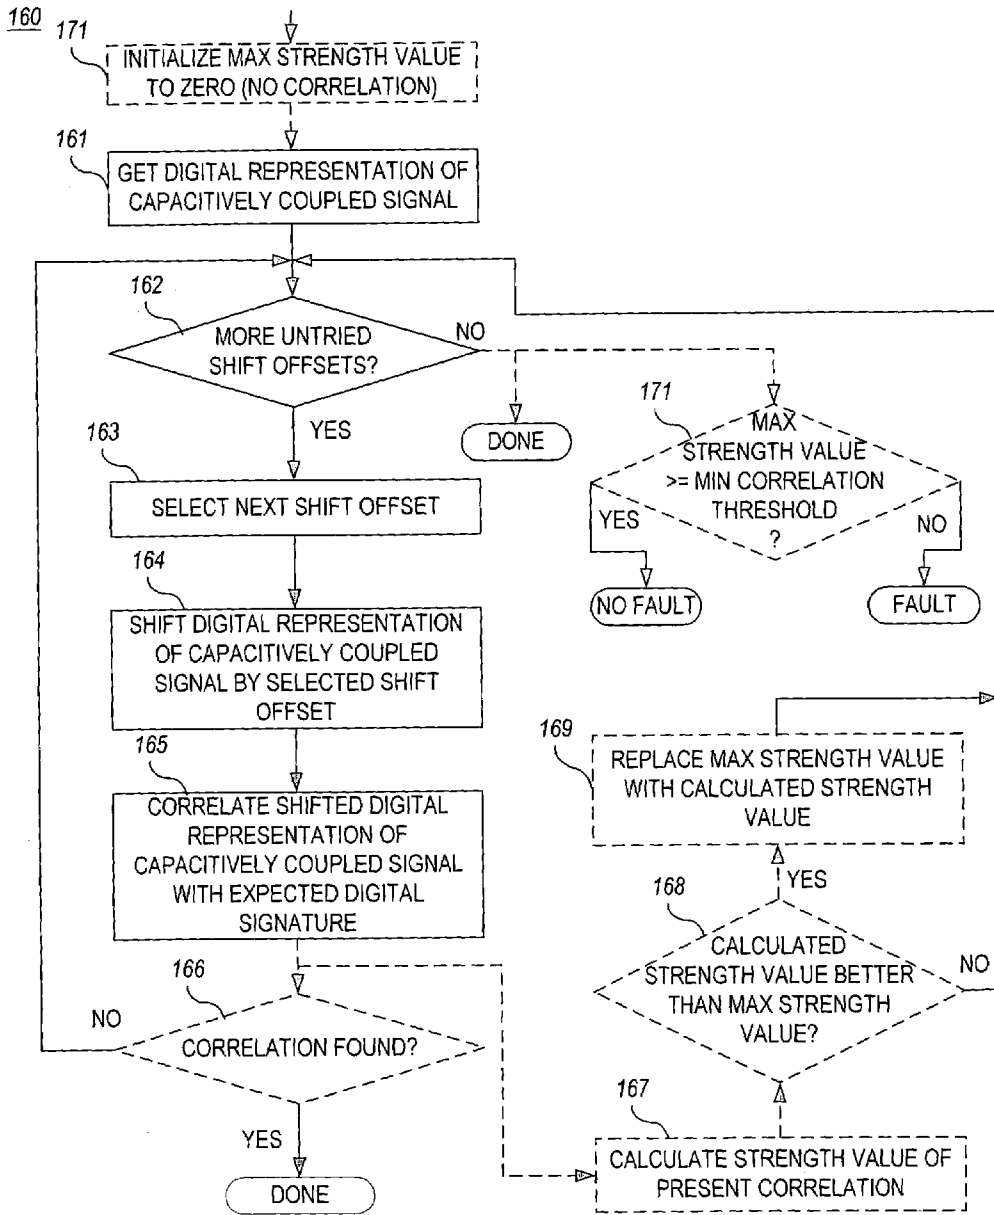 160
171
INITIALIZE MAX STRENGTH VALUE
TO ZERO (NO CORRELATION)
161
GET DIGITAL REPRESENTATION OF
CAPACITIVELY COUPLED SIGNAL
162
MORE UNTRIED
SHIFT OFFSETS?
NO
YES
DONE
171
MAX
STRENGTH VALUE
>= MIN CORRELATION
THRESHOLD
?
YES
NO
NO FAULT
FAULT
163
SELECT NEXT SHIFT OFFSET
164
SHIFT DIGITAL REPRESENTATION
OF CAPACITIVELY COUPLED
SIGNAL BY SELECTED SHIFT
OFFSET
165
CORRELATE SHIFTED DIGITAL
REPRESENTATION OF
CAPACITIVELY COUPLED SIGNAL
WITH EXPECTED DIGITAL
SIGNATURE
166
NO
CORRELATION FOUND?
YES
DONE
169
REPLACE MAX STRENGTH VALUE
WITH CALCULATED STRENGTH
VALUE
YES
168
CALCULATED
STRENGTH VALUE BETTER
THAN MAX STRENGTH
VALUE?
NO
167
CALCULATE STRENGTH VALUE OF
PRESENT CORRELATION